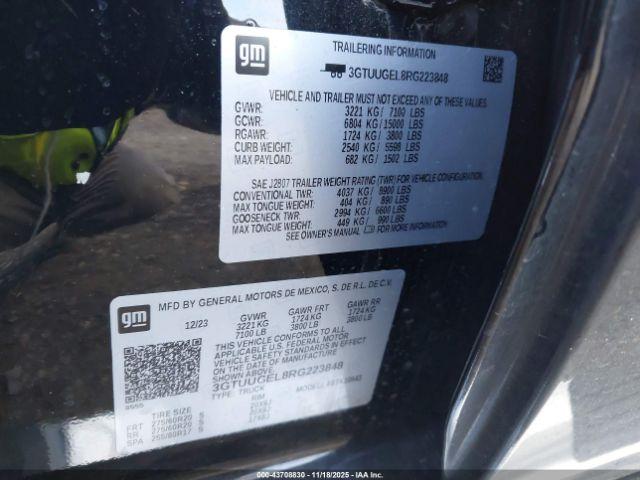 gm
TRAILERING INFORMATION
3GTUUGEL8RG223848
VEHICLE AND TRAILER MUST NOT EXCEED ANY OF THESE VALUES.
GVWR: 3221 KG/ 7100 LBS
GCWR: 6804 KG/15000 LBS
RGAWR: 1724 KG/ 3800 LBS
CURB WEIGHT: 2540 KG/ 5598 LBS
MAX PAYLOAD: 682 KG/ 1502 LBS
SAE J2807 TRAILER WEIGHT RATING (TWR) FOR VEHICLE CONFIGURATION.
CONVENTIONAL TWR: 4037 KG/ 8900 LBS
MAX TONGUE WEIGHT: 404 KG/ 890 LBS
GOOSENECK TWR: 2994 KG/ 6600 LBS
MAX TONGUE WEIGHT: 449 KG/ 990 LBS
SEE OWNER'S MANUAL FOR MORE INFORMATION
gm
MFD BY GENERAL MOTORS DE MEXICO, S. DE R.L. DE C.V.
12/23 GVWR GAWR FRT GAWR RR
3221 KG 1724 KG 1724 KG
7100 LB 3800 LB 3800 LB
THIS VEHICLE CONFORMS TO ALL
APPLICABLE U.S. FEDERAL MOTOR
VEHICLE SAFETY STANDARDS IN
EFFECT ON THE DATE OF MANUFACTURE
SHOWN ABOVE.
3GTUUGEL8RG223848
TYPE: TRUCK
TIRE SIZE RIM
FRT 275/60R20 S 20X9J
RR 275/60R20 S 20X9J
SPA 255/80R17 S
000-43708830 - 11/18/2025 - IAAHQCA